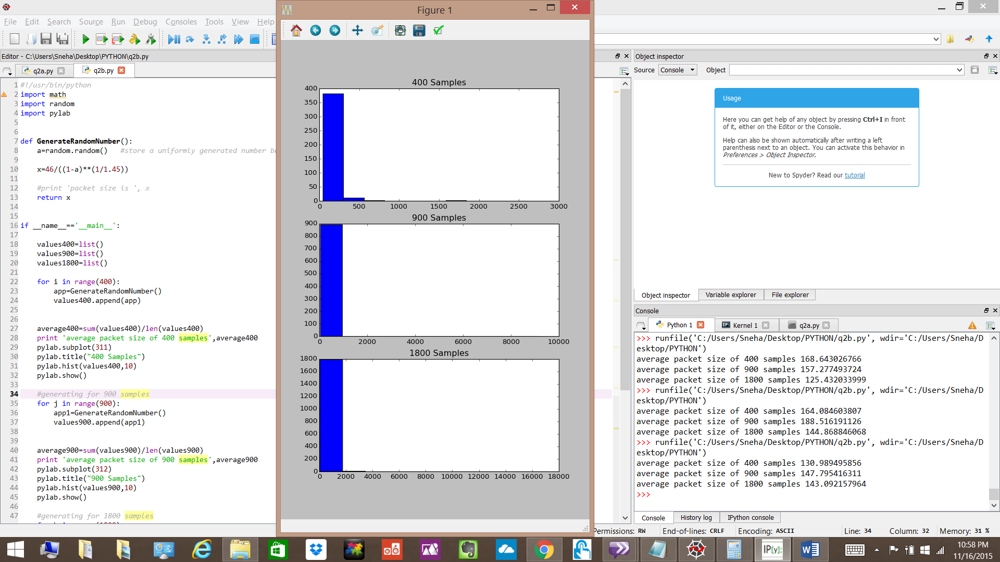 Figure 1
File Edit Search Source Run Debug Consoles Tools View Help
Editor - C:\Users\Sneha\Desktop\PYTHON\q2b.py
q2a.py
q2b.py
1 #!/usr/bin/python
2 import math
3 import random
4 import pylab
5
6
7 def GenerateRandomNumber():
8 a=random.random() #store a uniformly generated number be
9
10 x=46/((1-a)**(1/1.45))
11
12 #print 'packet size is ', x
13 return x
14
15
16 if __name__=='__main__':
17
18 values400=list()
19 values900=list()
20 values1800=list()
21
22 for i in range(400):
23 app=GenerateRandomNumber()
24 values400.append(app)
25
26
27 average400=sum(values400)/len(values400)
28 print 'average packet size of 400 samples',average400
29 pylab.subplot(311)
30 pylab.title("400 Samples")
31 pylab.hist(values400,10)
32 pylab.show()
33
34 #generating for 900 samples
35 for j in range(900):
36 app1=GenerateRandomNumber()
37 values900.append(app1)
38
39
40 average900=sum(values900)/len(values900)
41 print 'average packet size of 900 samples',average900
42 pylab.subplot(312)
43 pylab.title("900 Samples")
44 pylab.hist(values900,10)
45 pylab.show()
46
47 #generating for 1800 samples
400 Samples
400
350
300
250
200
150
100
50
0
0 500 1000 1500 2000 2500 3000
900 Samples
900
800
700
600
500
400
300
200
100
0
0 2000 4000 6000 8000 10000
1800 Samples
1800
1600
1400
1200
1000
800
600
400
200
0
0 2000 4000 6000 8000 10000 12000 14000 16000 18000
Object inspector
Source Console Object
Usage
Here you can get help of any object by pressing Ctrl+I in front
of it, either on the Editor or the Console.
Help can also be shown automatically after writing a left
parenthesis next to an object. You can activate this behavior in
Preferences > Object Inspector.
New to Spyder? Read our tutorial
Object inspector Variable explorer File explorer
Console
Python 1 IP: Kernel 1 q2a.py
>>> runfile('C:/Users/Sneha/Desktop/PYTHON/q2b.py', wdir='C:/Users/Sneha/D
esktop/PYTHON')
average packet size of 400 samples 168.643026766
average packet size of 900 samples 157.277493724
average packet size of 1800 samples 125.432033999
>>> runfile('C:/Users/Sneha/Desktop/PYTHON/q2b.py', wdir='C:/Users/Sneha/D
esktop/PYTHON')
average packet size of 400 samples 164.084603807
average packet size of 900 samples 188.516191126
average packet size of 1800 samples 144.868846068
>>> runfile('C:/Users/Sneha/Desktop/PYTHON/q2b.py', wdir='C:/Users/Sneha/D
esktop/PYTHON')
average packet size of 400 samples 130.989495856
average packet size of 900 samples 147.795416311
average packet size of 1800 samples 143.092157964
>>>
Console History log IPython console
Permissions: RW End-of-lines: CRLF Encoding: ASCII Line: 34 Column: 32 Memory: 31 %
IP[y]:
10:58 PM
11/16/2015